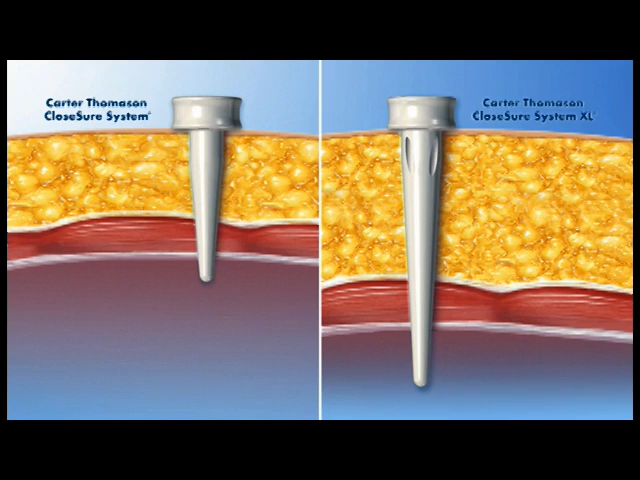 Carter Thomason
CloseSure System®
Carter Thomason
CloseSure System XL®